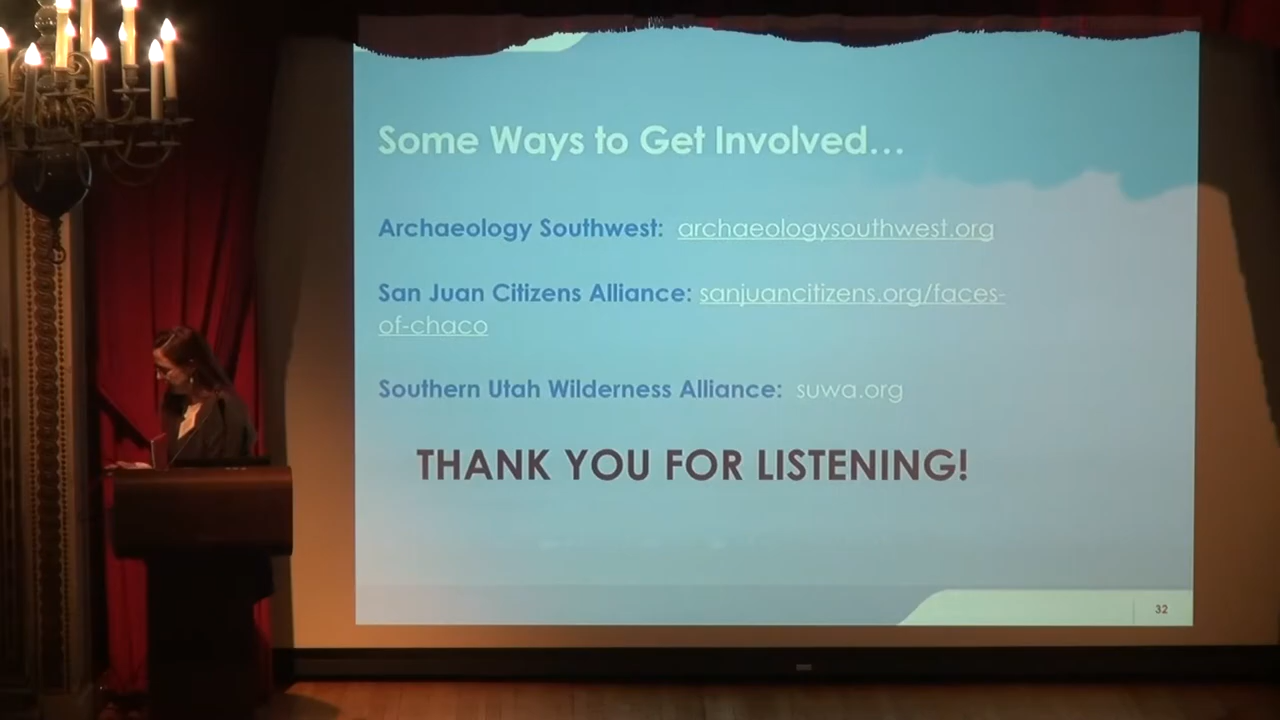 Some Ways to Get Involved...
Archaeology Southwest: archaeologysouthwest.org
San Juan Citizens Alliance: sanjuancitizens.org/faces-
of-chaco
Southern Utah Wilderness Alliance: suwa.org
THANK YOU FOR LISTENING!
32